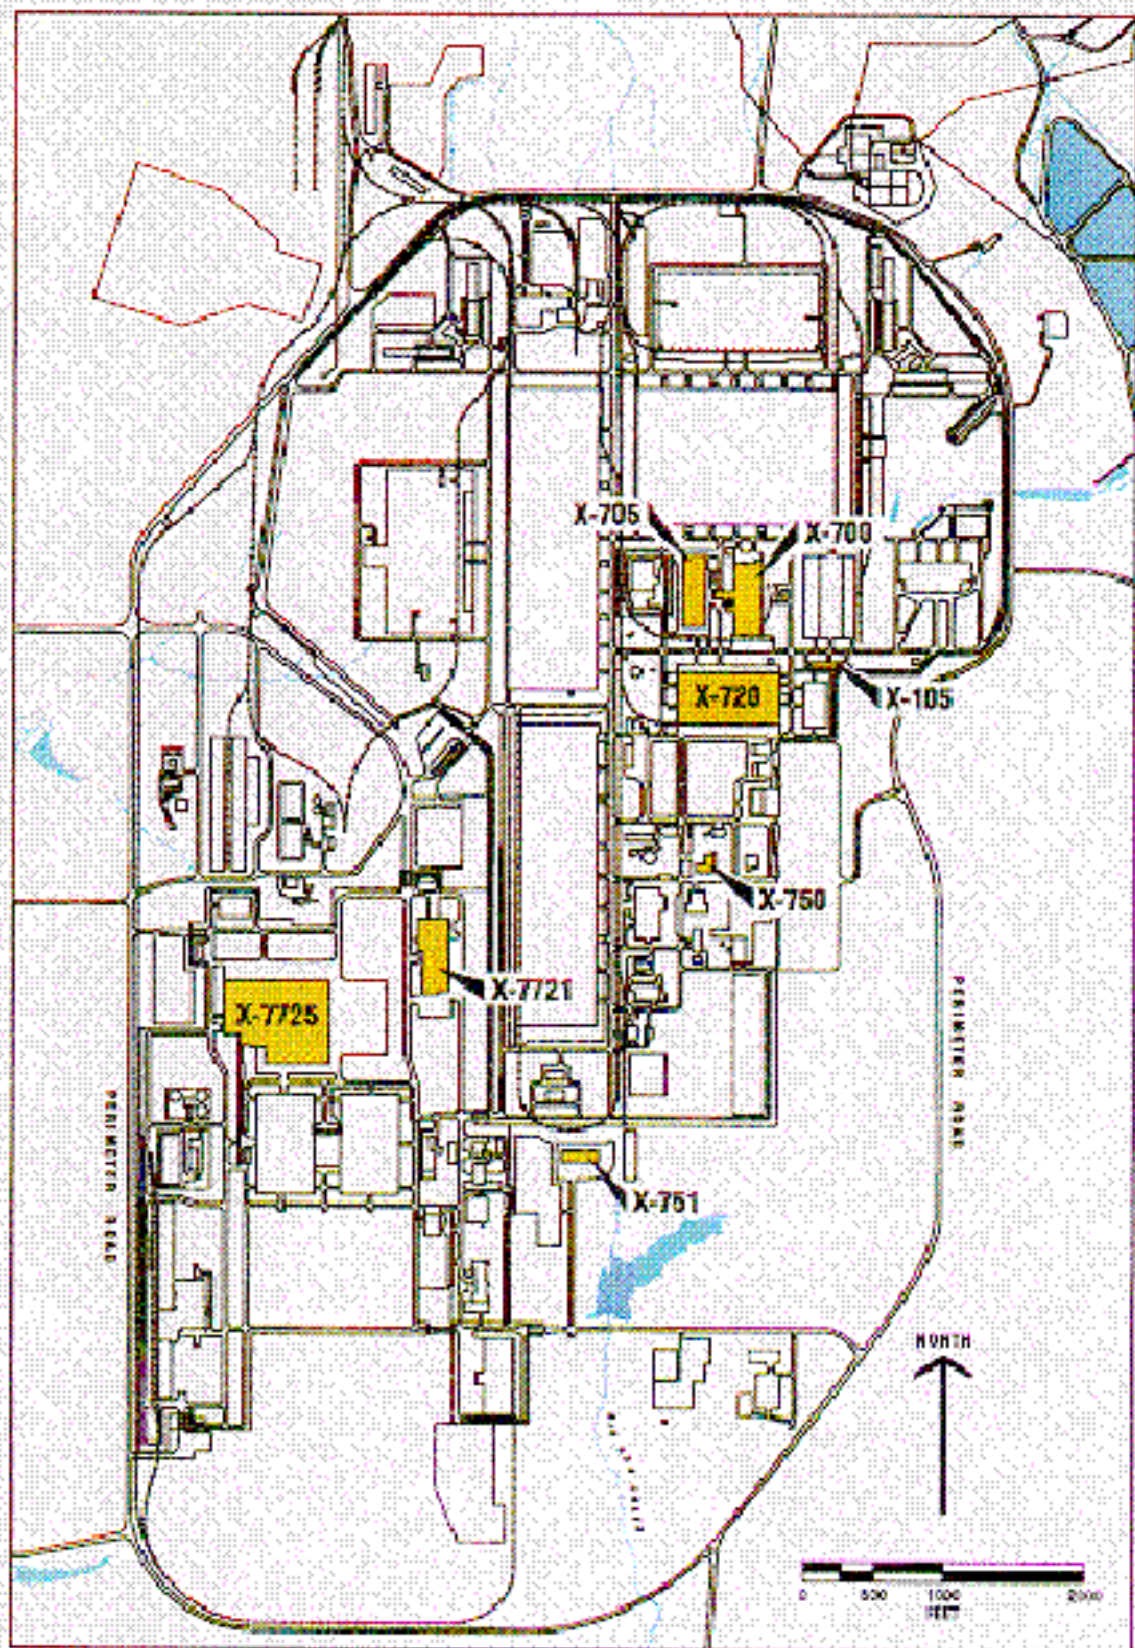 X-705
X-700
X-720
X-105
X-750
X-7721
X-7725
PERIMETER ROAD
PERIMETER ROAD
X-751
NORTH
0 500 1000 2000
FEET